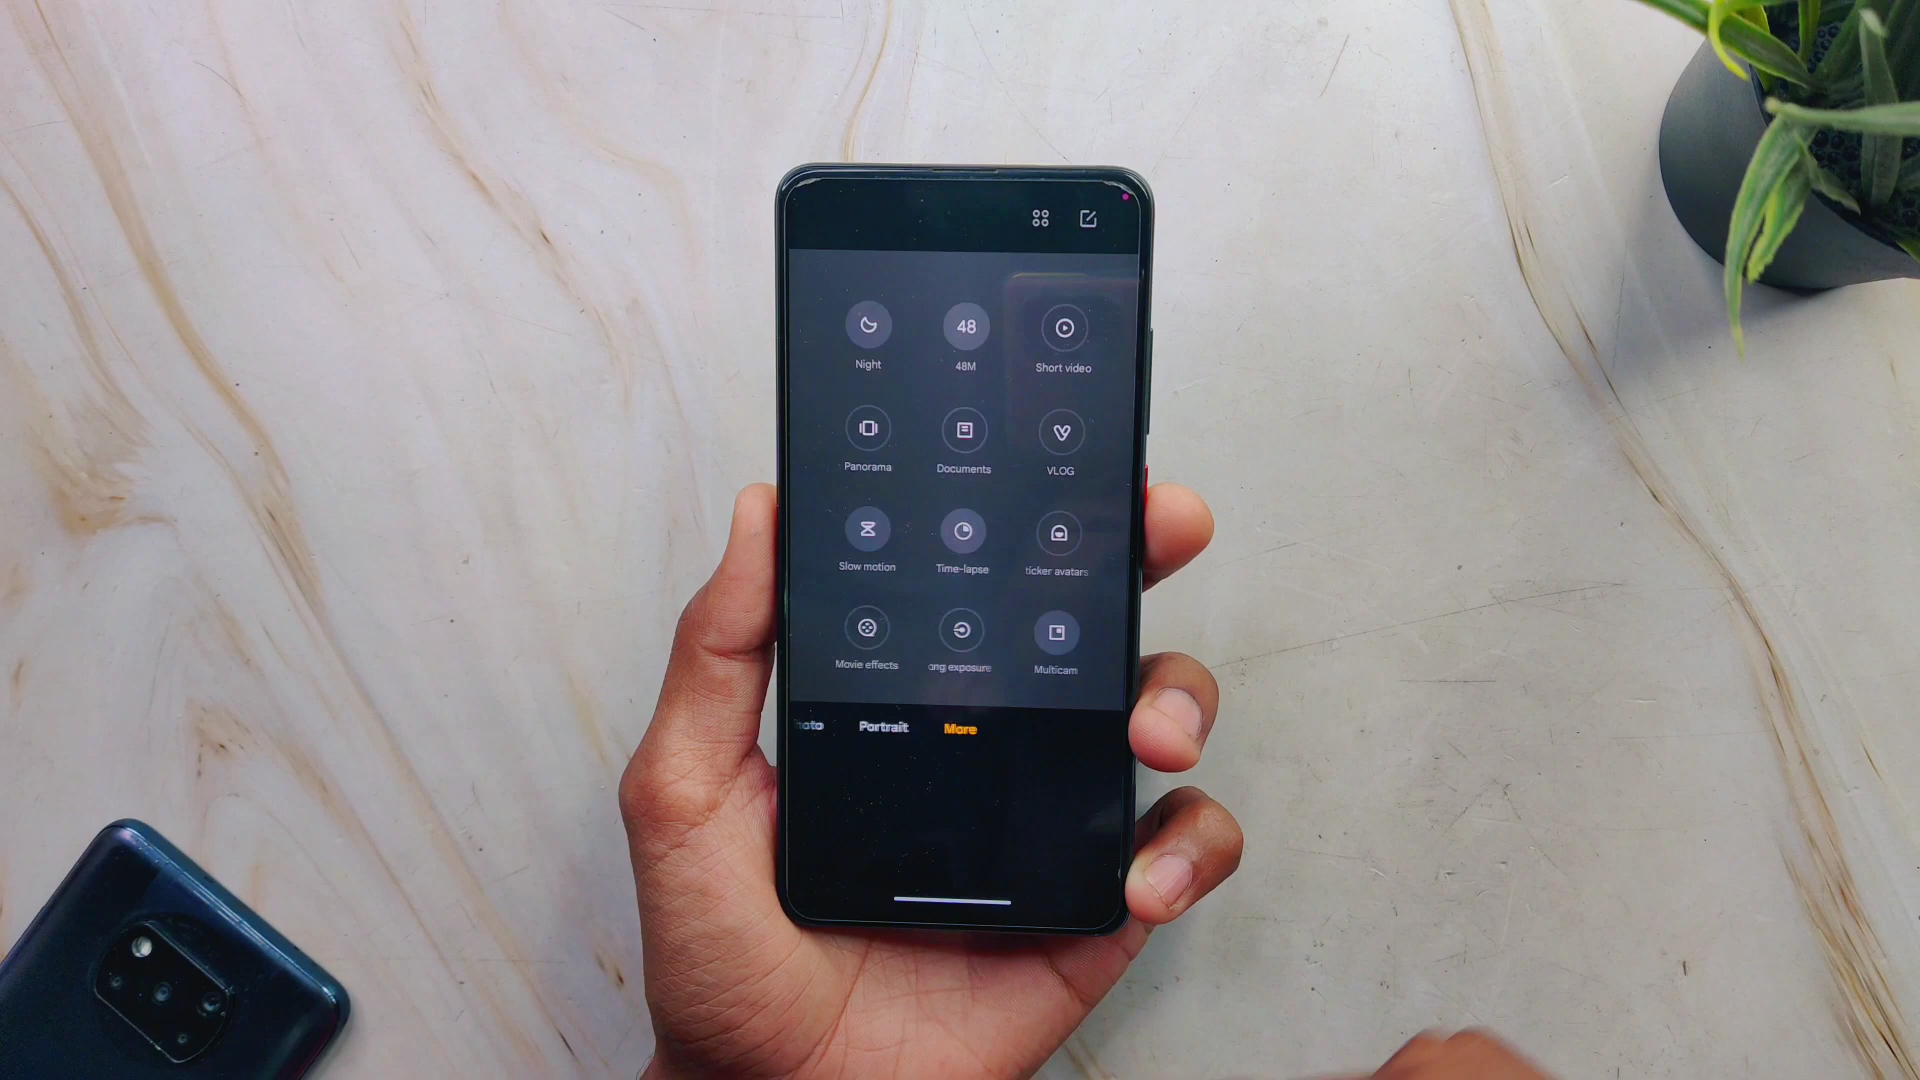 48
Night 48M Short video
Panorama Documents VLOG
Slow motion Time-lapse ticker avatars
Movie effects ong exposure Multicam
hoto Portrait More